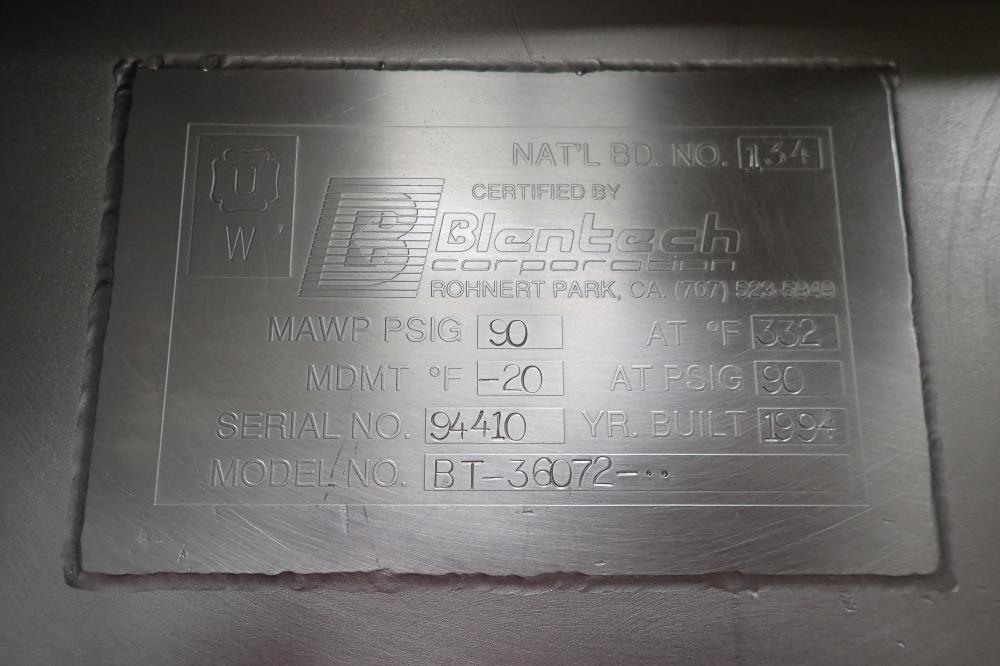 U
W
NAT'L BD. NO. 134
CERTIFIED BY
B Blentech
corporation
ROHNERT PARK, CA. (707) 523-5949
MAWP PSIG 90 AT °F 332
MDMT °F -20 AT PSIG 90
SERIAL NO. 94410 YR. BUILT 1994
MODEL NO. BT-36072-··